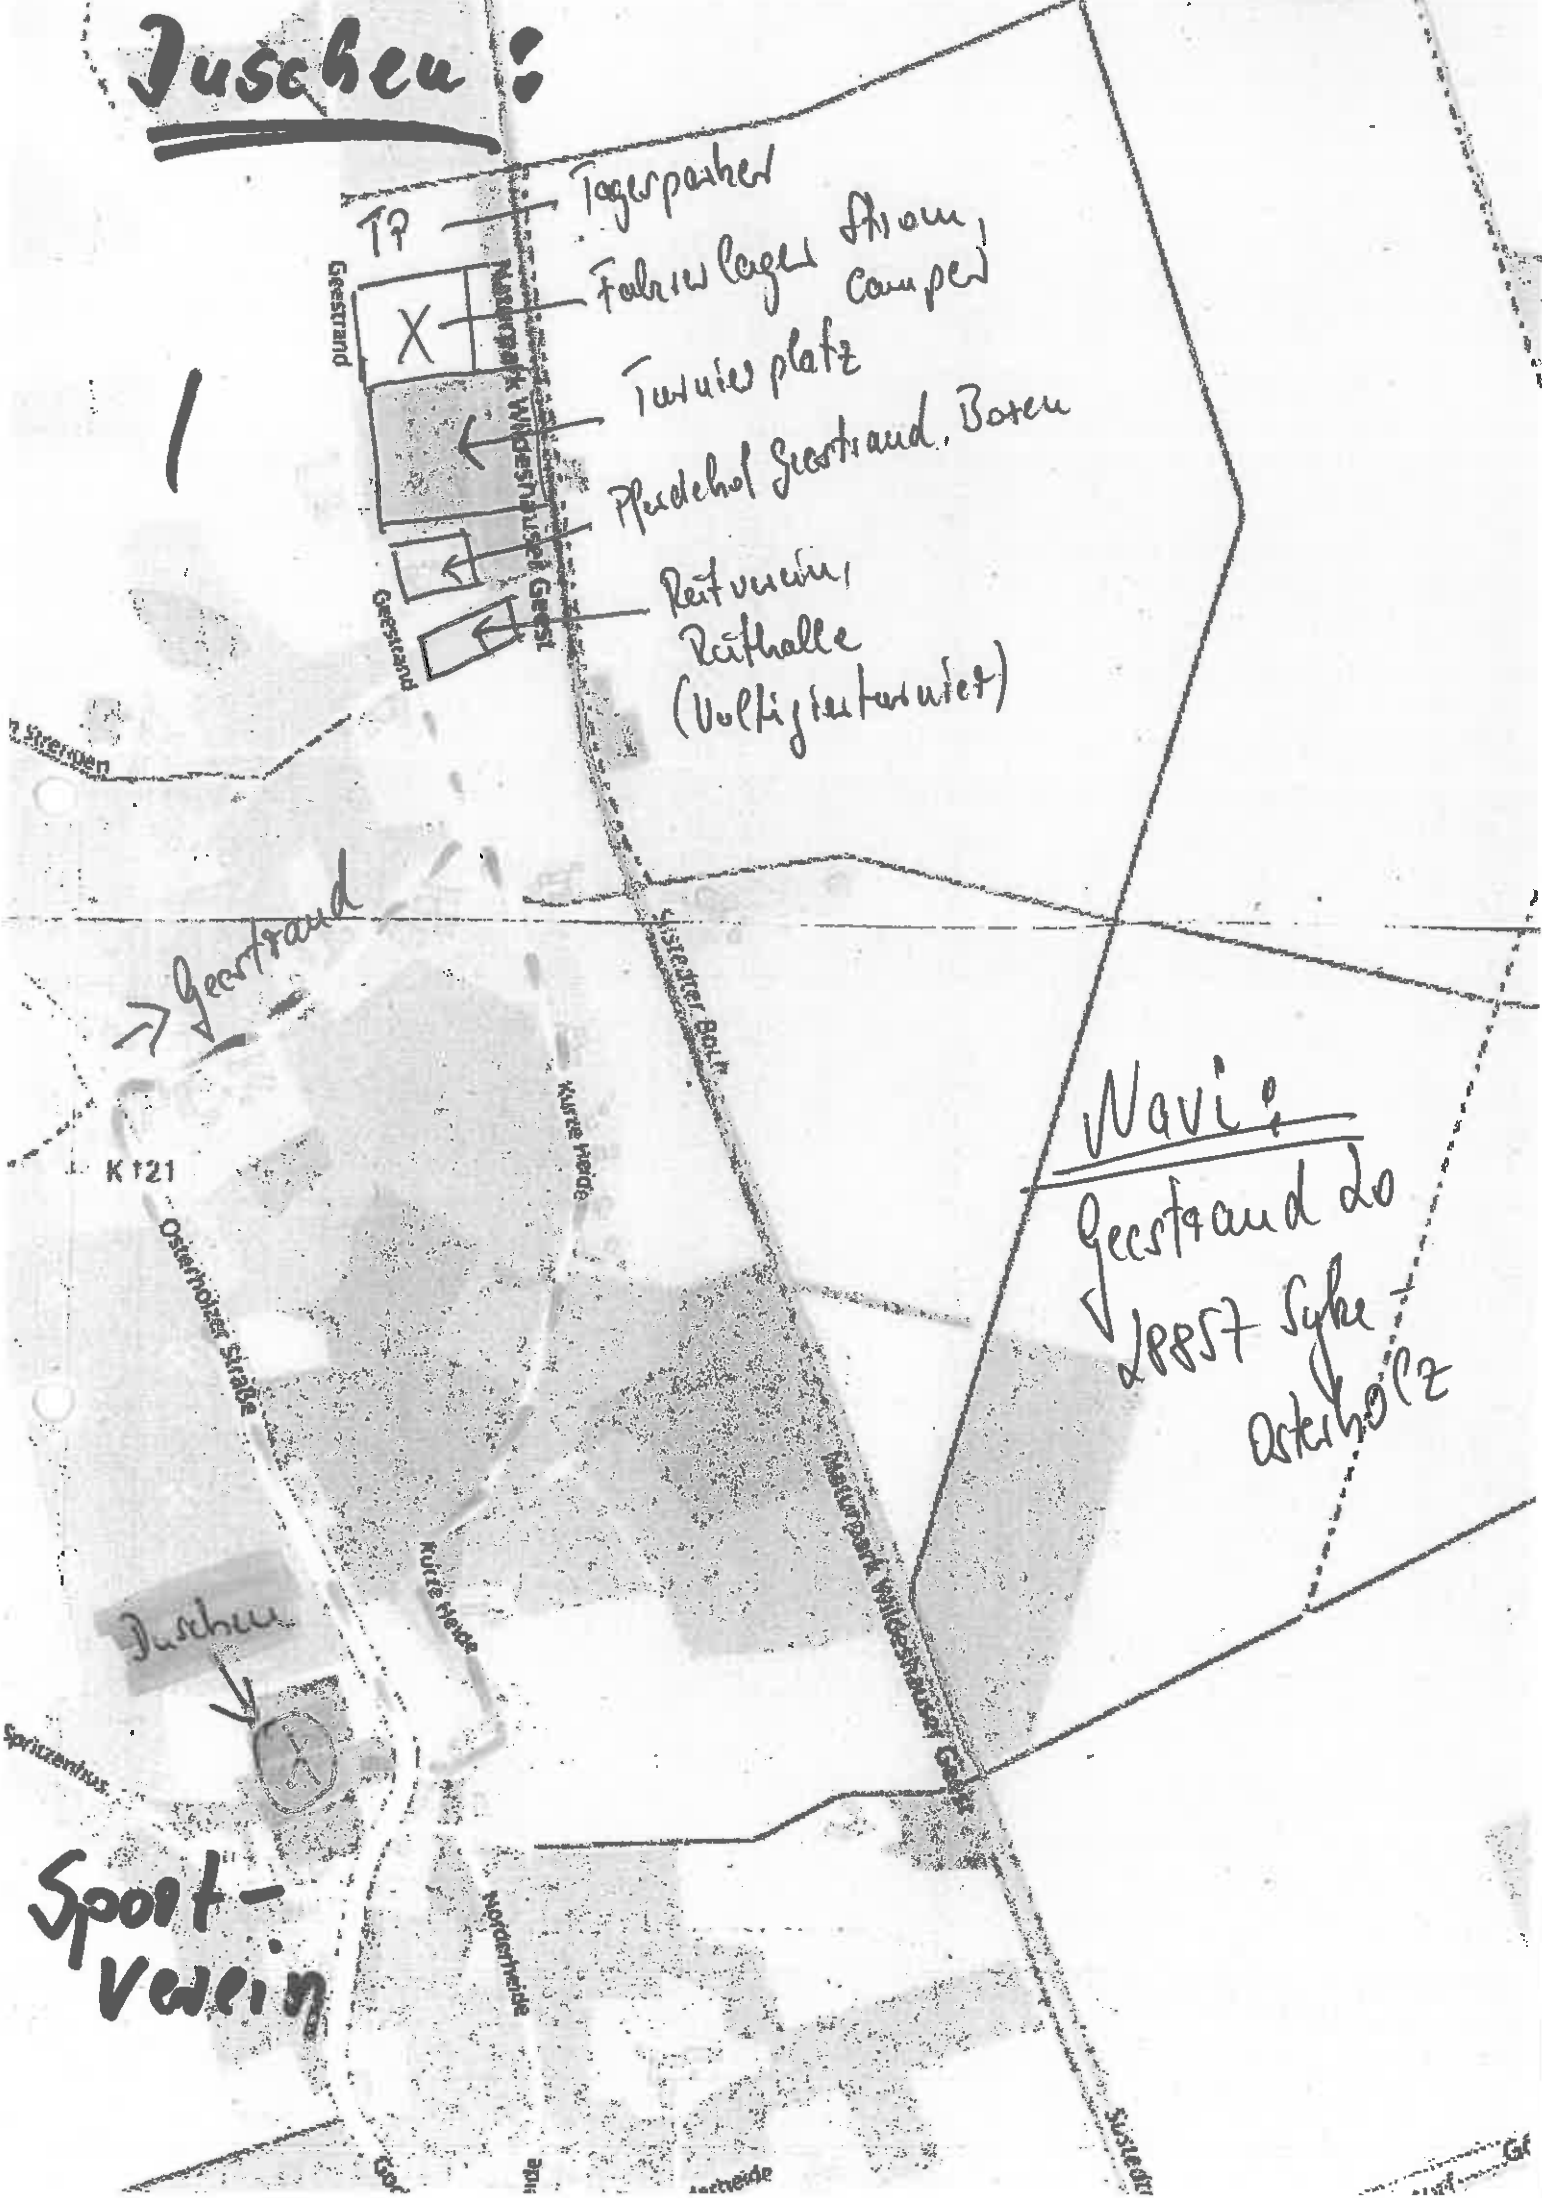 Duschen:
TP
Tagesparker
Fahrerlager Strom,
Camper
Geestrand
Naturpark Wildeshauser Geest
Turnierplatz
Pferdehof Geestrand, Boxen
Reitverein,
Reithalle
(Voltigierturnier)
Geestrand
Geestrand
K 121
Osterholzer Straße
Kurze Heide
Navi:
Geestrand 20
28857 Syke -
Osterholz
Naturpark Wildeshauser Geest
Kurze Heide
Duschen
Spritzenhus
Sport-
Verein
Norderheide